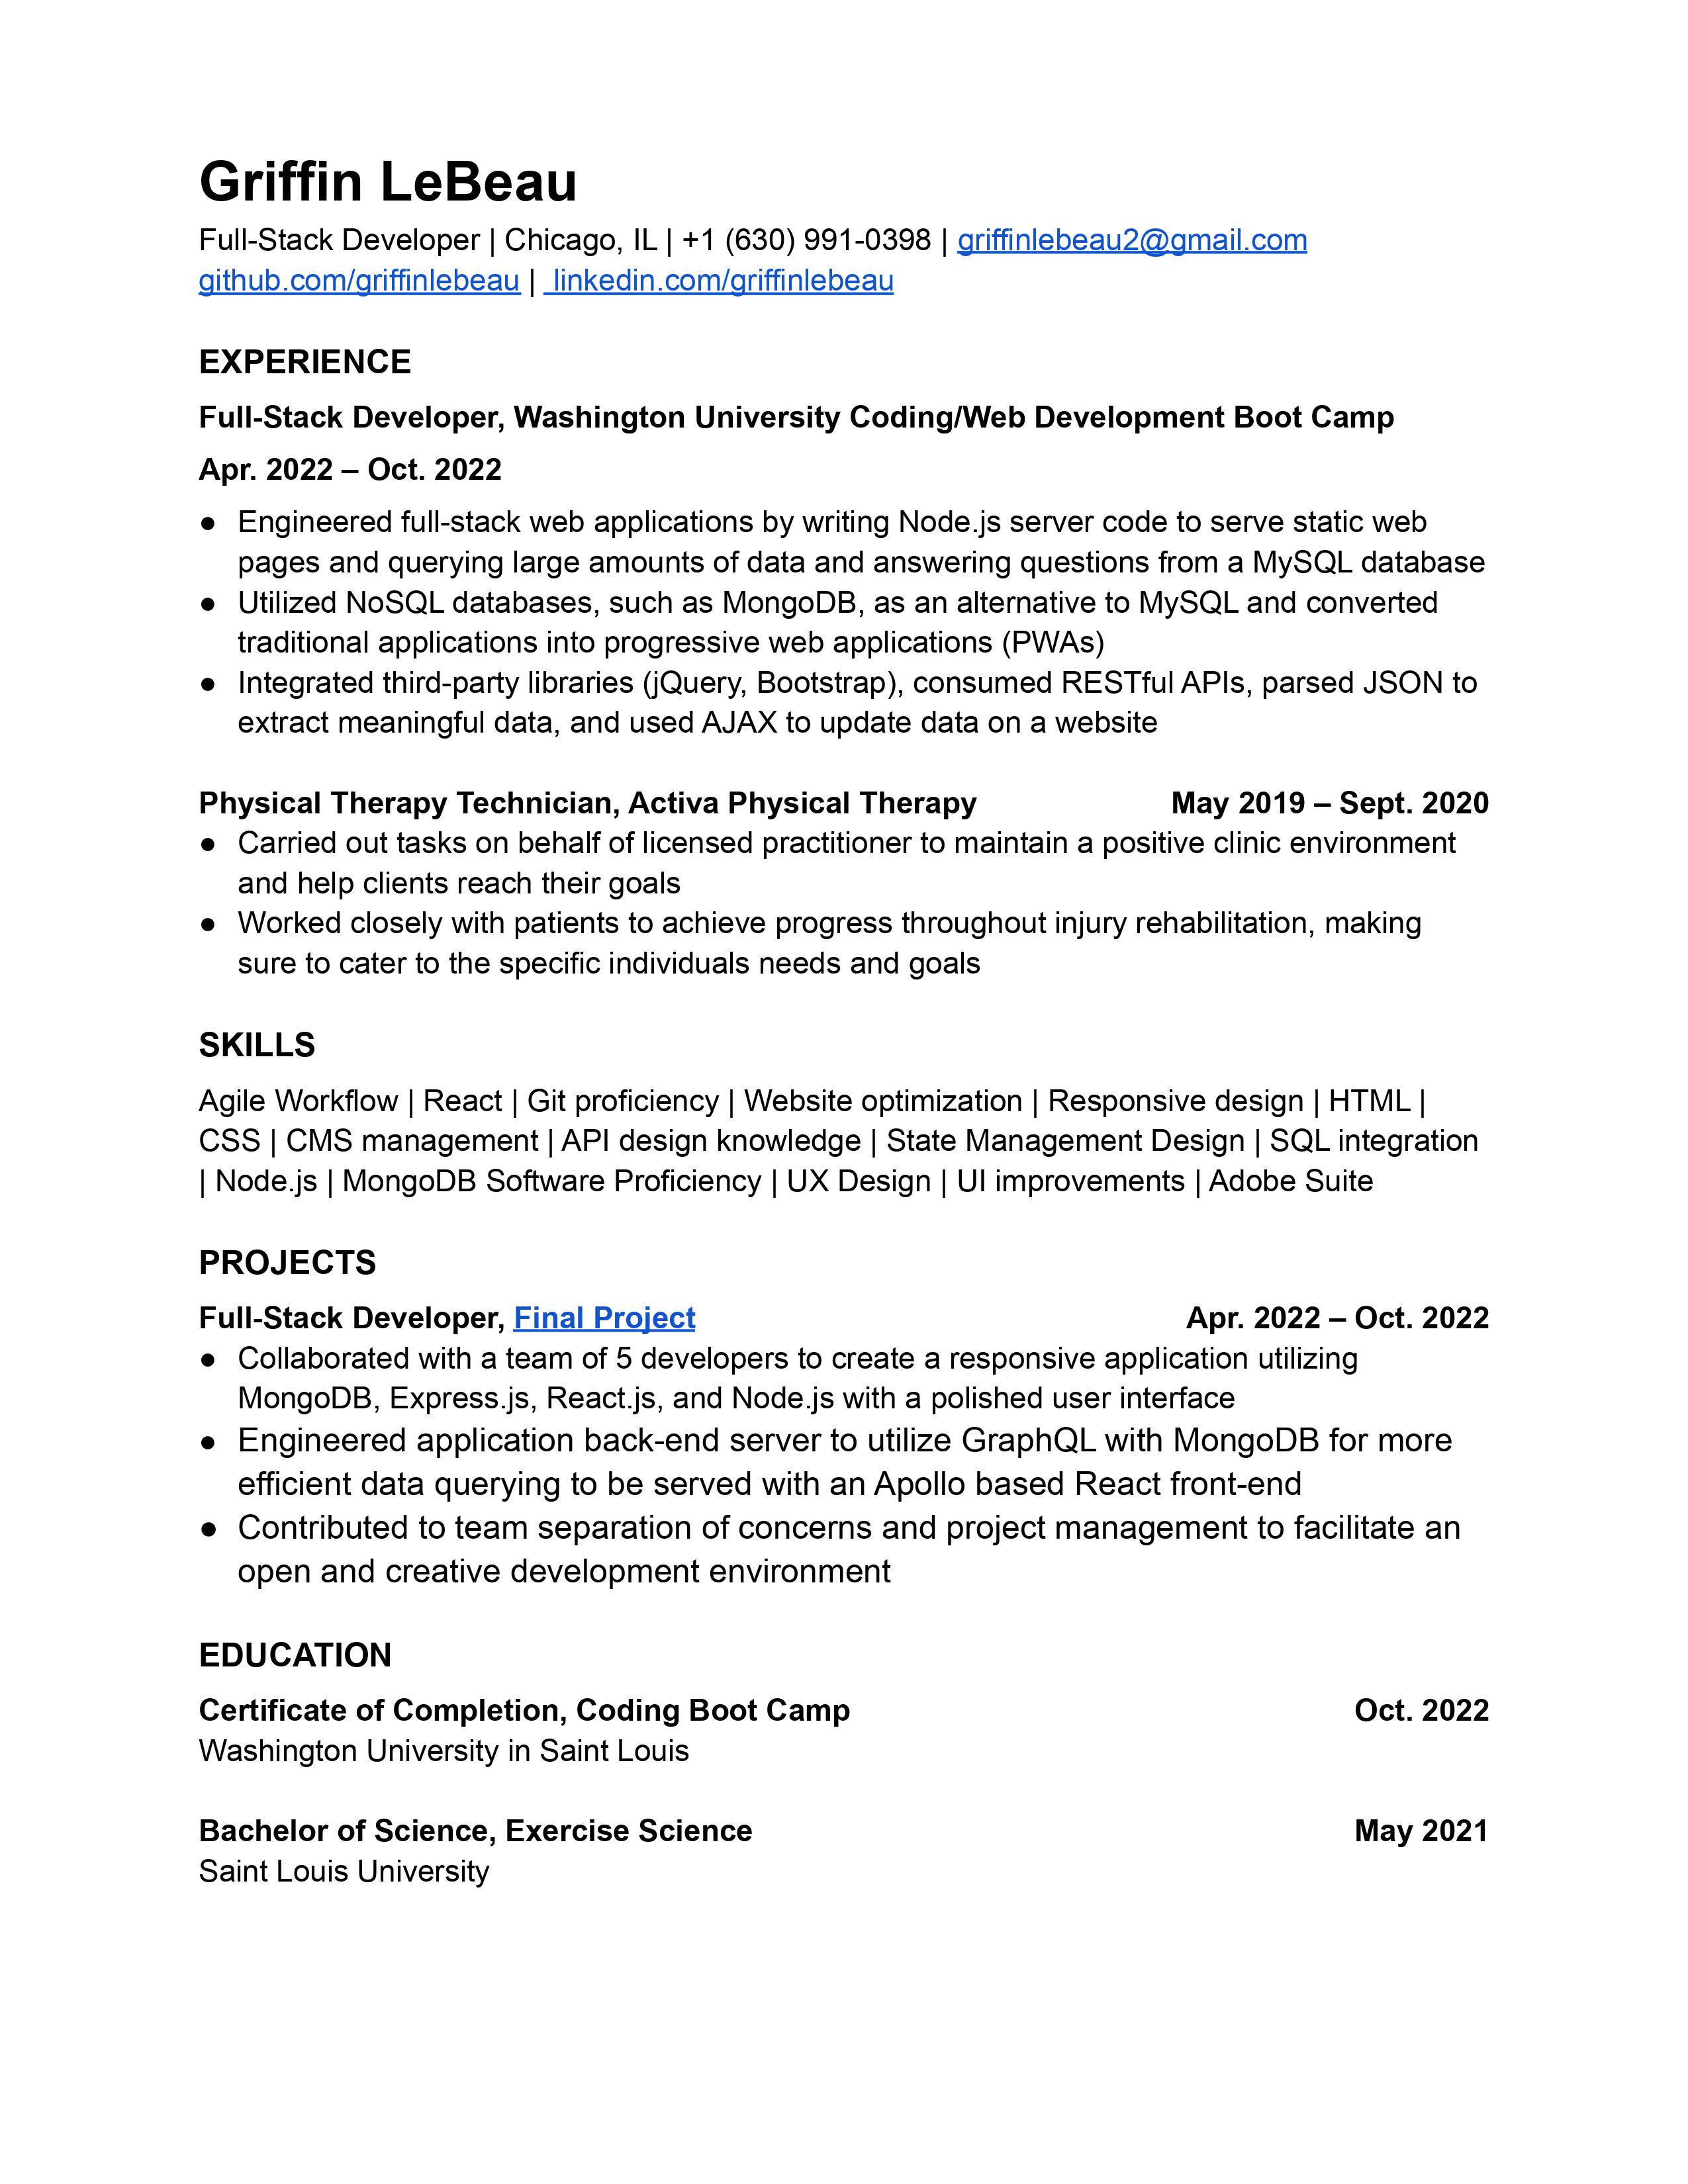 Griffin LeBeau
Full-Stack Developer | Chicago, IL | +1 (630) 991-0398 | griffinlebeau2@gmail.com
github.com/griffinlebeau | linkedin.com/griffinlebeau
EXPERIENCE
Full-Stack Developer, Washington University Coding/Web Development Boot Camp
Apr. 2022 – Oct. 2022
● Engineered full-stack web applications by writing Node.js server code to serve static web
pages and querying large amounts of data and answering questions from a MySQL database
● Utilized NoSQL databases, such as MongoDB, as an alternative to MySQL and converted
traditional applications into progressive web applications (PWAs)
● Integrated third-party libraries (jQuery, Bootstrap), consumed RESTful APIs, parsed JSON to
extract meaningful data, and used AJAX to update data on a website
Physical Therapy Technician, Activa Physical Therapy May 2019 – Sept. 2020
● Carried out tasks on behalf of licensed practitioner to maintain a positive clinic environment
and help clients reach their goals
● Worked closely with patients to achieve progress throughout injury rehabilitation, making
sure to cater to the specific individuals needs and goals
SKILLS
Agile Workflow | React | Git proficiency | Website optimization | Responsive design | HTML |
CSS | CMS management | API design knowledge | State Management Design | SQL integration
| Node.js | MongoDB Software Proficiency | UX Design | UI improvements | Adobe Suite
PROJECTS
Full-Stack Developer, Final Project Apr. 2022 – Oct. 2022
● Collaborated with a team of 5 developers to create a responsive application utilizing
MongoDB, Express.js, React.js, and Node.js with a polished user interface
● Engineered application back-end server to utilize GraphQL with MongoDB for more
efficient data querying to be served with an Apollo based React front-end
● Contributed to team separation of concerns and project management to facilitate an
open and creative development environment
EDUCATION
Certificate of Completion, Coding Boot Camp Oct. 2022
Washington University in Saint Louis
Bachelor of Science, Exercise Science May 2021
Saint Louis University